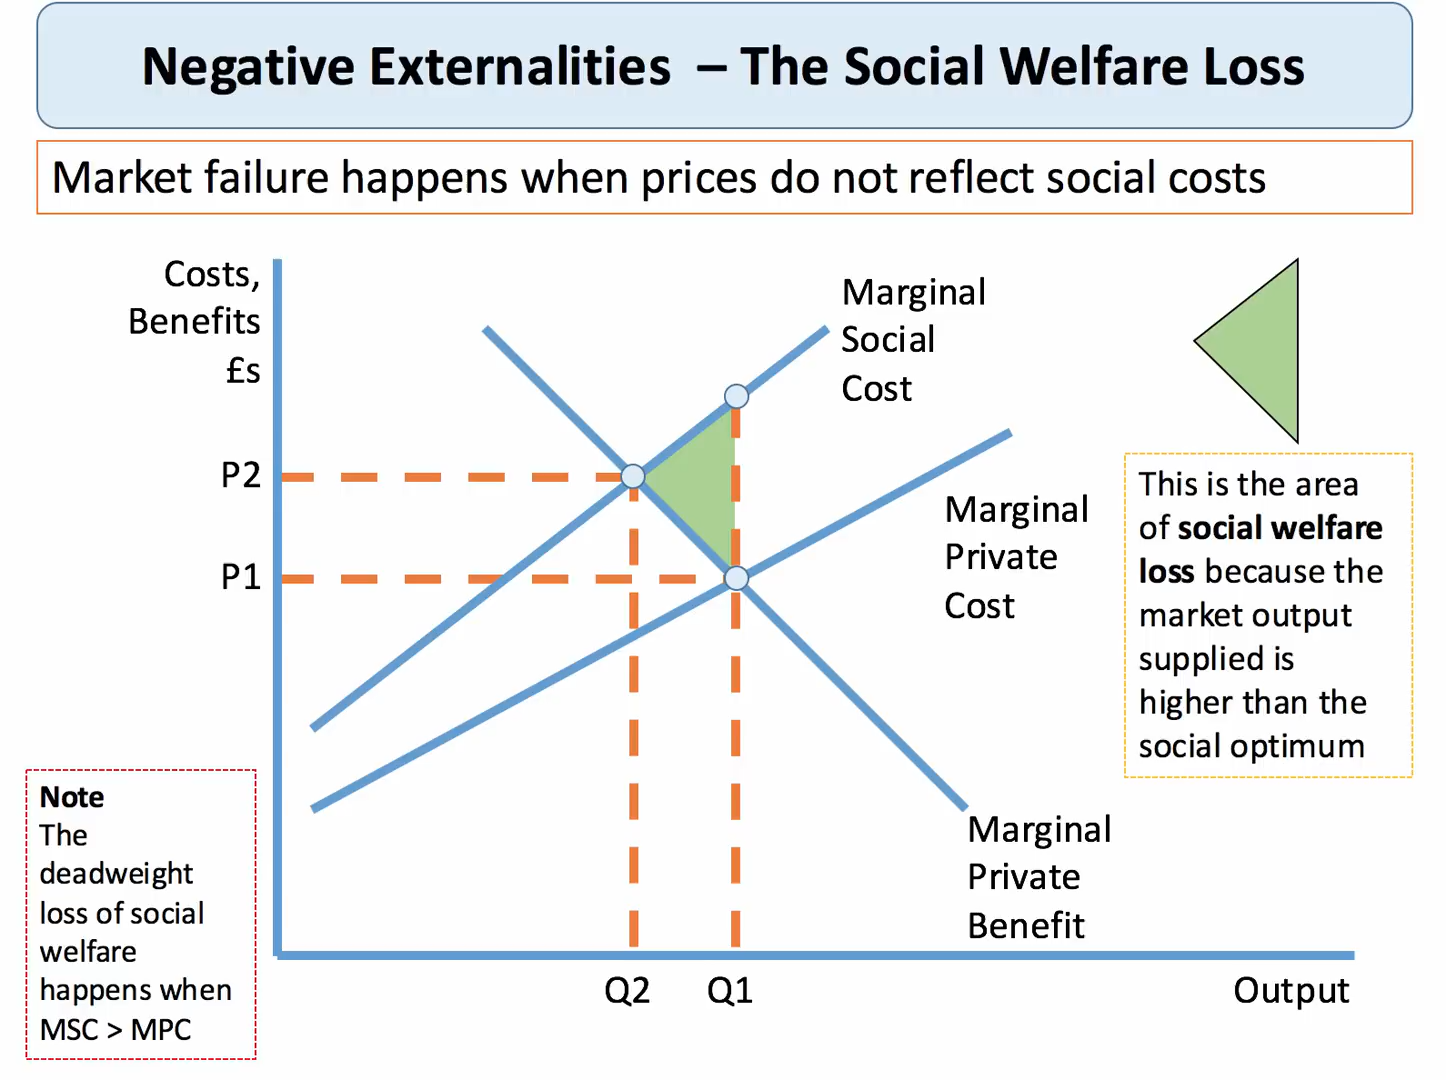 Negative Externalities – The Social Welfare Loss
Market failure happens when prices do not reflect social costs
Costs,
Benefits
£s
Marginal
Social
Cost
P2
P1
Marginal
Private
Cost
This is the area
of social welfare
loss because the
market output
supplied is
higher than the
social optimum
Note
The
deadweight
loss of social
welfare
happens when
MSC > MPC
Marginal
Private
Benefit
Q2
Q1
Output